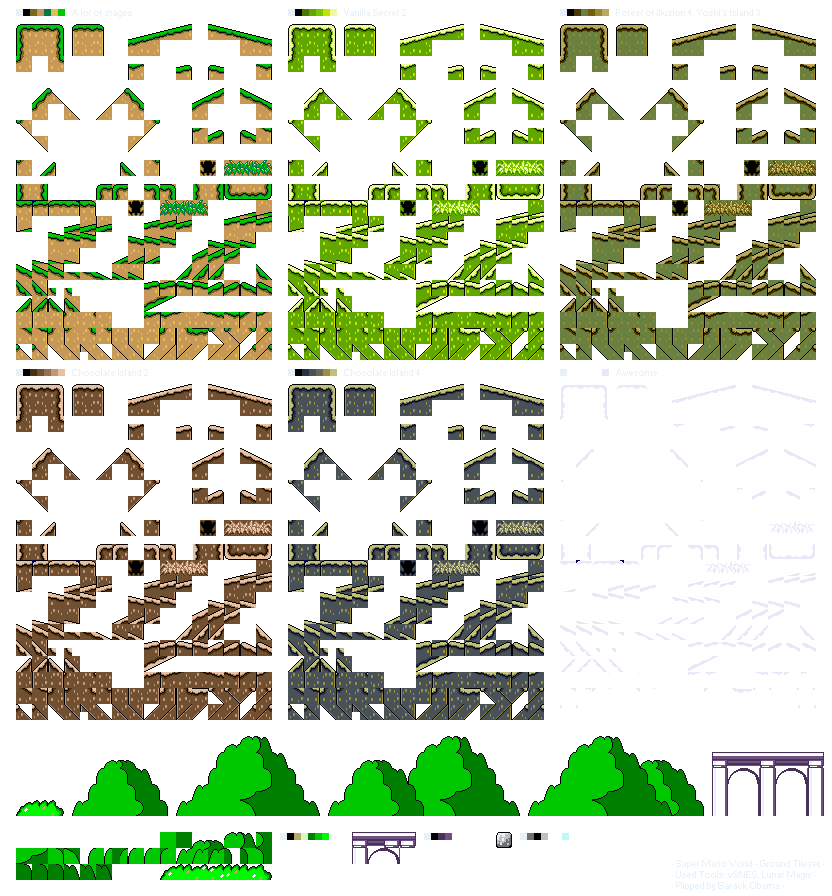 A lot of stages
Vanilla Secret 2
Forest of Illusion 4, Yoshi's Island 3
Chocolate Island 2
Chocolate Island 4
Awesome
- Super Mario World - Ground Tileset -
- Used Tools: vSNES, Lunar Magic -
- Ripped by Barack Obama -